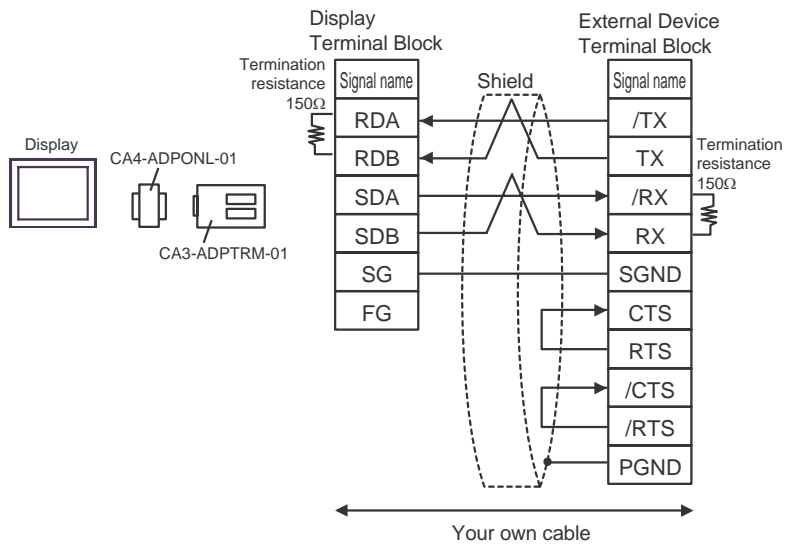 Display
Terminal Block
External Device
Terminal Block
Termination
resistance
150Ω
Signal name
Shield
Signal name
RDA
/TX
RDB
TX
Termination
resistance
150Ω
Display
CA4-ADPONL-01
CA3-ADPTRM-01
SDA
/RX
SDB
RX
SG
SGND
FG
CTS
RTS
/CTS
/RTS
PGND
Your own cable